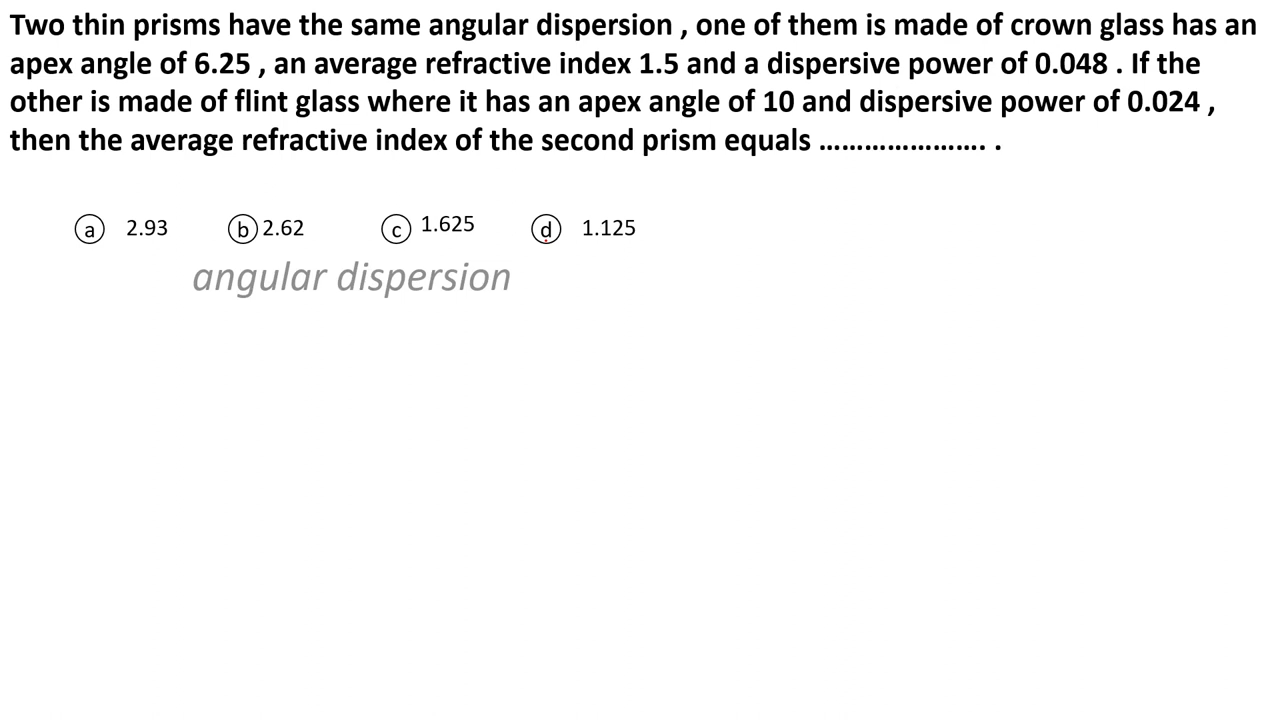 Two thin prisms have the same angular dispersion , one of them is made of crown glass has an
apex angle of 6.25 , an average refractive index 1.5 and a dispersive power of 0.048 . If the
other is made of flint glass where it has an apex angle of 10 and dispersive power of 0.024 ,
then the average refractive index of the second prism equals …………………. .
a 2.93 b 2.62 c 1.625 d 1.125
angular dispersion